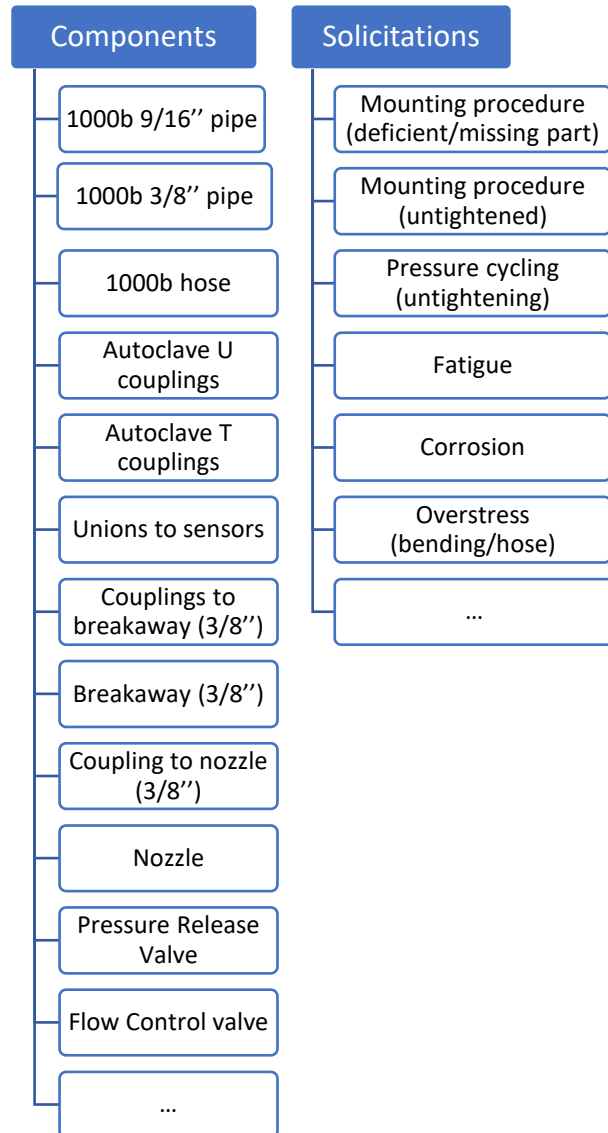 Components
1000b 9/16’’ pipe
1000b 3/8’’ pipe
1000b hose
Autoclave U
couplings
Autoclave T
couplings
Unions to sensors
Couplings to
breakaway (3/8’’)
Breakaway (3/8’’)
Coupling to nozzle
(3/8’’)
Nozzle
Pressure Release
Valve
Flow Control valve
...
Solicitations
Mounting procedure
(deficient/missing part)
Mounting procedure
(untightened)
Pressure cycling
(untightening)
Fatigue
Corrosion
Overstress
(bending/hose)
...